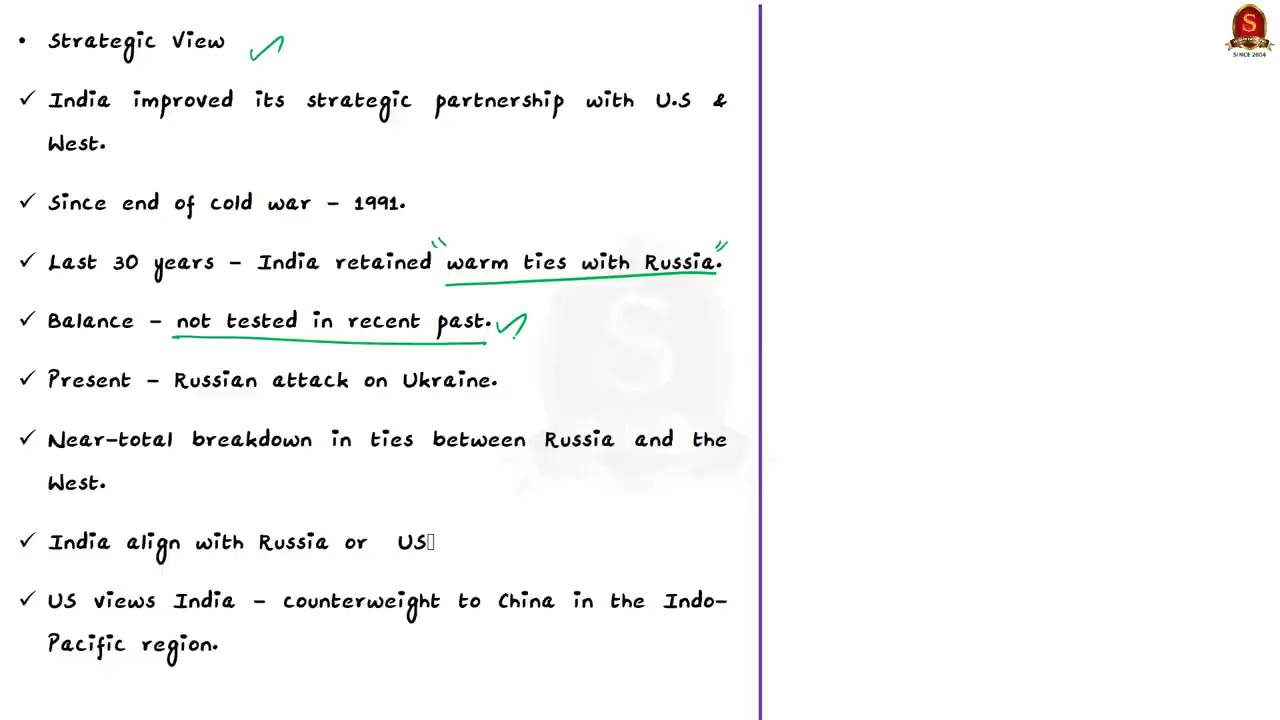 • Strategic View
✓ India improved its strategic partnership with U.S &
West.
✓ Since end of cold war - 1991.
✓ Last 30 years - India retained "warm ties with Russia."
✓ Balance - not tested in recent past.
✓ Present - Russian attack on Ukraine.
✓ Near-total breakdown in ties between Russia and the
West.
✓ India align with Russia or US
✓ US views India - counterweight to China in the Indo-
Pacific region.
S
SINCE 2004